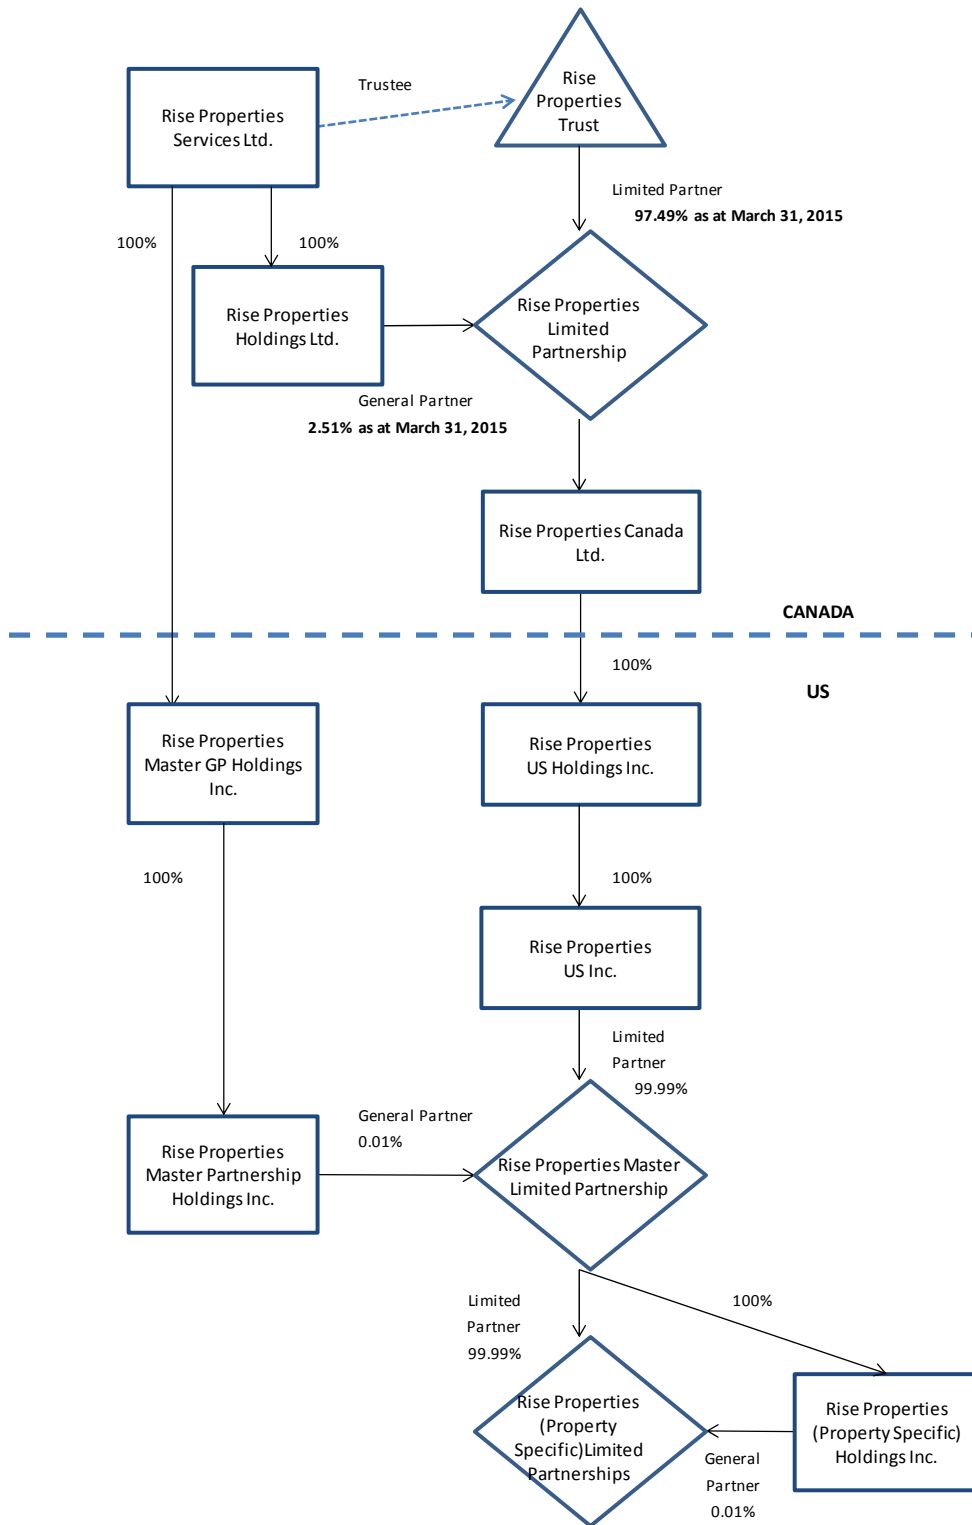 Rise
Properties
Trust
Trustee
Rise Properties
Services Ltd.
Limited Partner
97.49% as at March 31, 2015
100%
100%
Rise Properties
Holdings Ltd.
Rise Properties
Limited
Partnership
General Partner
2.51% as at March 31, 2015
Rise Properties Canada
Ltd.
CANADA
100%
US
Rise Properties
Master GP Holdings
Inc.
Rise Properties
US Holdings Inc.
100%
100%
Rise Properties
US Inc.
Limited
Partner
99.99%
General Partner
0.01%
Rise Properties
Master Partnership
Holdings Inc.
Rise Properties Master
Limited Partnership
Limited
Partner
99.99%
100%
Rise Properties
(Property
Specific)Limited
Partnerships
Rise Properties
(Property Specific)
Holdings Inc.
General
Partner
0.01%